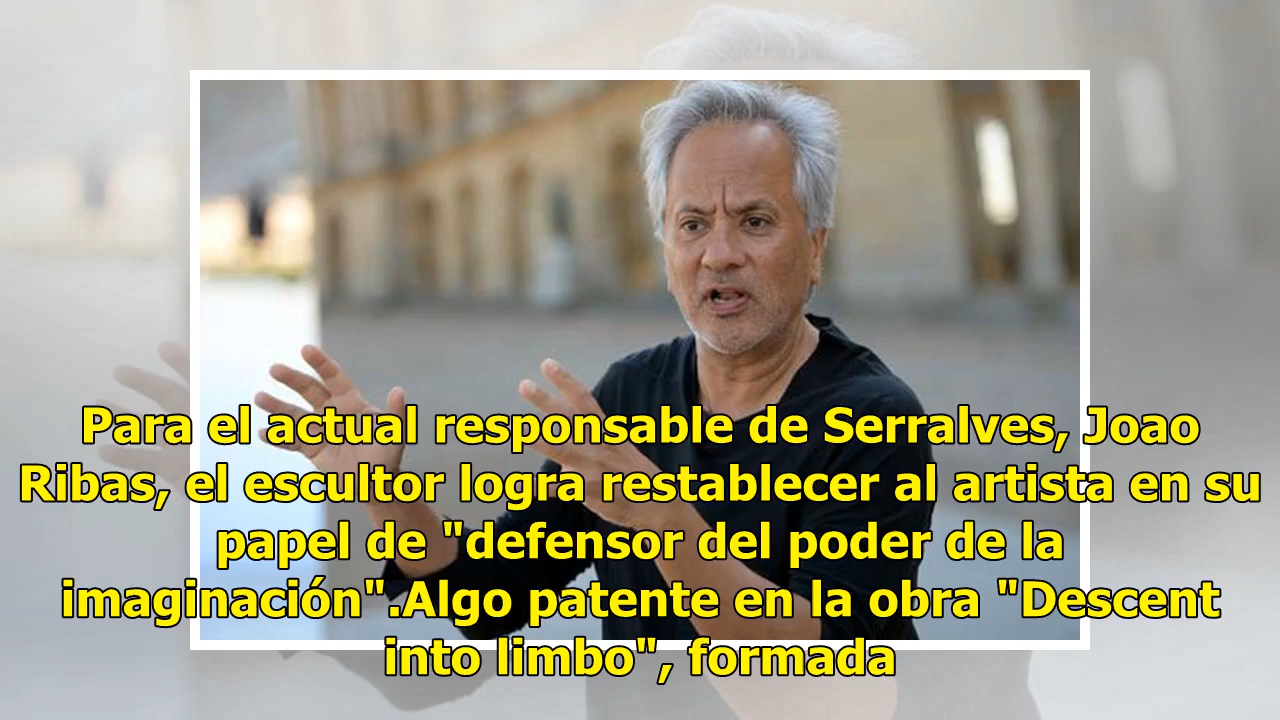 Para el actual responsable de Serralves, Joao
Ribas, el escultor logra restablecer al artista en su
papel de "defensor del poder de la
imaginación".Algo patente en la obra "Descent
into limbo", formada